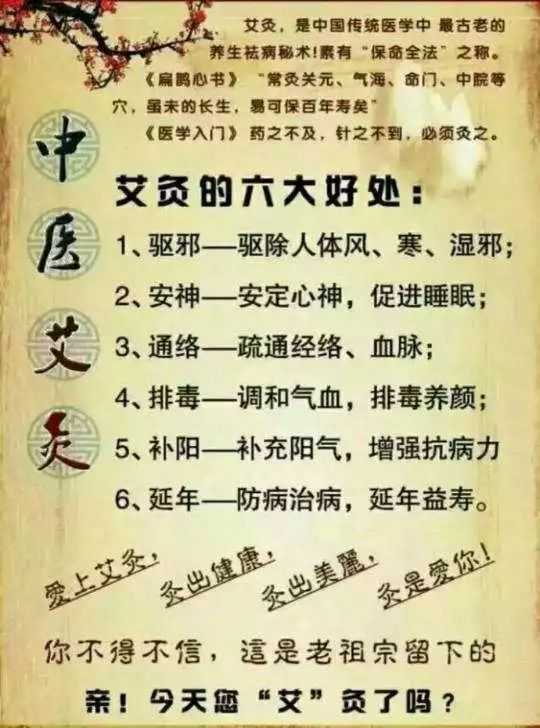 艾灸，是中国传统医学中 最古老的
养生祛病秘术!素有“保命全法”之称。
《扁鹊心书》“常灸关元、气海、命门、中院等
穴，虽未的长生，易可保百年寿矣”
《医学入门》 药之不及，针之不到，必须灸之。
中医艾灸
艾灸的六大好处：
1、驱邪——驱除人体风、寒、湿邪；
2、安神——安定心神，促进睡眠；
3、通络——疏通经络、血脉；
4、排毒——调和气血，排毒养颜；
5、补阳——补充阳气，增强抗病力
6、延年——防病治病，延年益寿。
愛上艾灸，灸出健康，灸出美麗，灸是愛你！
你不得不信，這是老祖宗留下的
亲！今天您“艾”灸了吗？